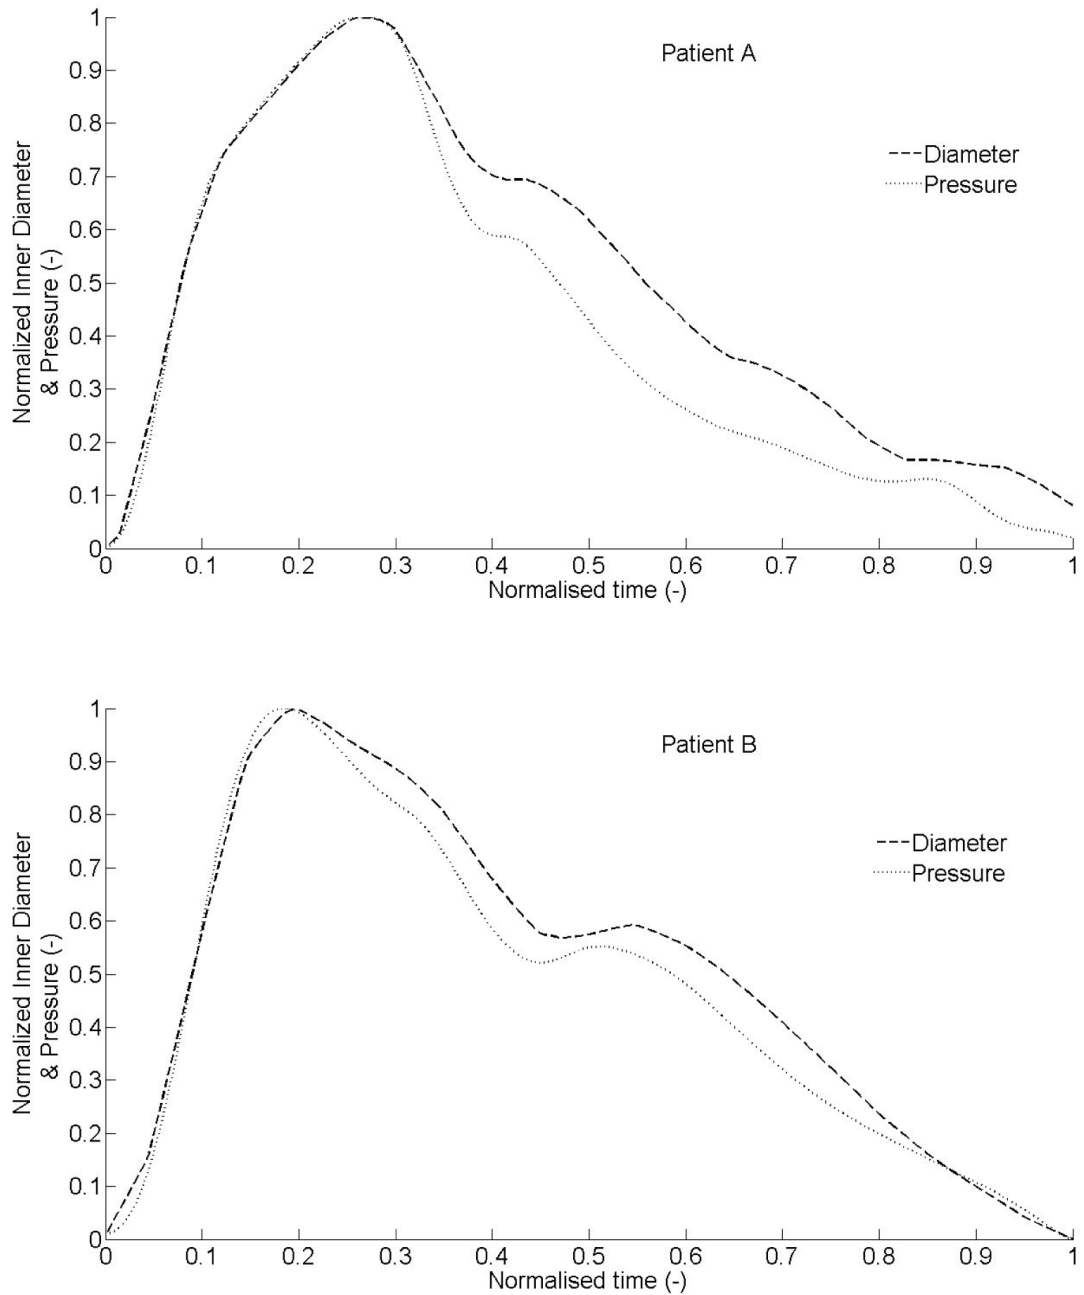 Patient A
Diameter
Pressure
Normalized Inner Diameter
& Pressure (-)
1
0.9
0.8
0.7
0.6
0.5
0.4
0.3
0.2
0.1
0
0 0.1 0.2 0.3 0.4 0.5 0.6 0.7 0.8 0.9 1
Normalised time (-)
Patient B
Diameter
Pressure
Normalized Inner Diameter
& Pressure (-)
1
0.9
0.8
0.7
0.6
0.5
0.4
0.3
0.2
0.1
0
0 0.1 0.2 0.3 0.4 0.5 0.6 0.7 0.8 0.9 1
Normalised time (-)